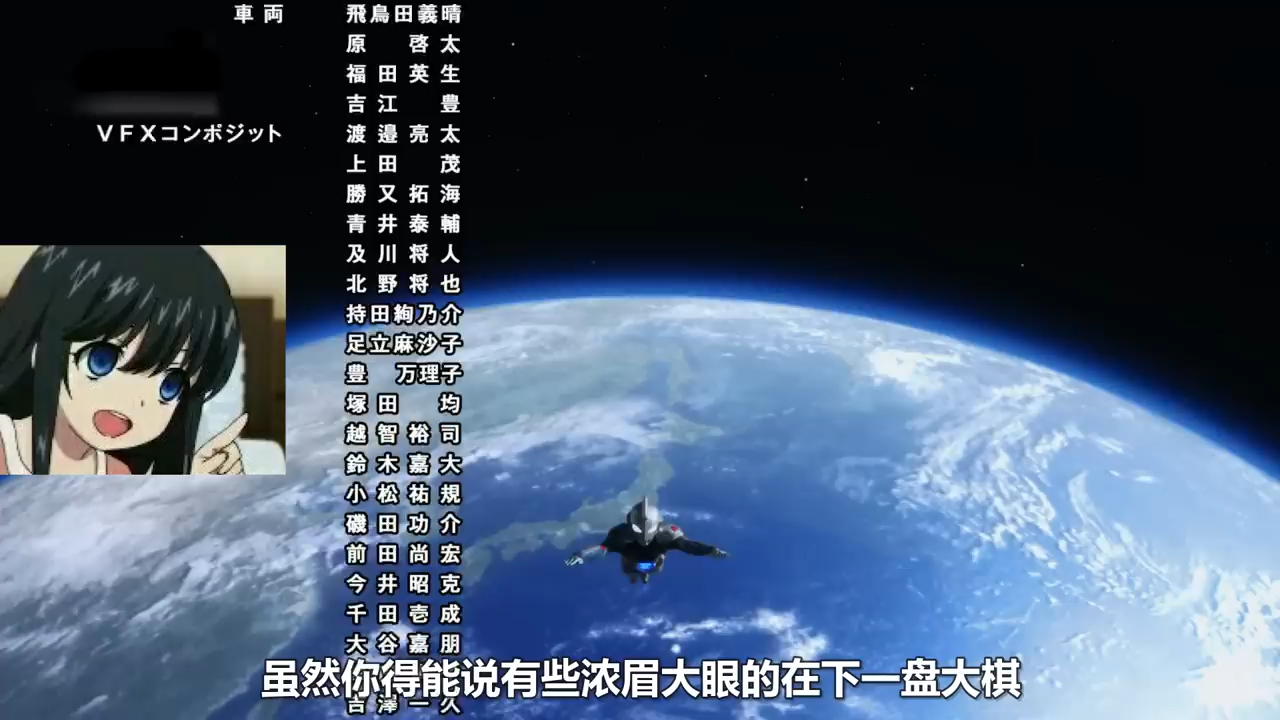 車両 飛鳥田義晴
原 啓太
福田英生
吉江 豊
VFXコンポジット 渡邉亮太
上田 茂
勝又拓海
青井泰輔
及川将人
北野将也
持田絢乃介
足立麻沙子
豊 万理子
塚田 均
越智裕司
鈴木嘉大
小松祐規
磯田功介
前田尚宏
今井昭克
千田壱成
大谷嘉朋
虽然你得能说有些浓眉大眼的在下一盘大棋
吉澤一久